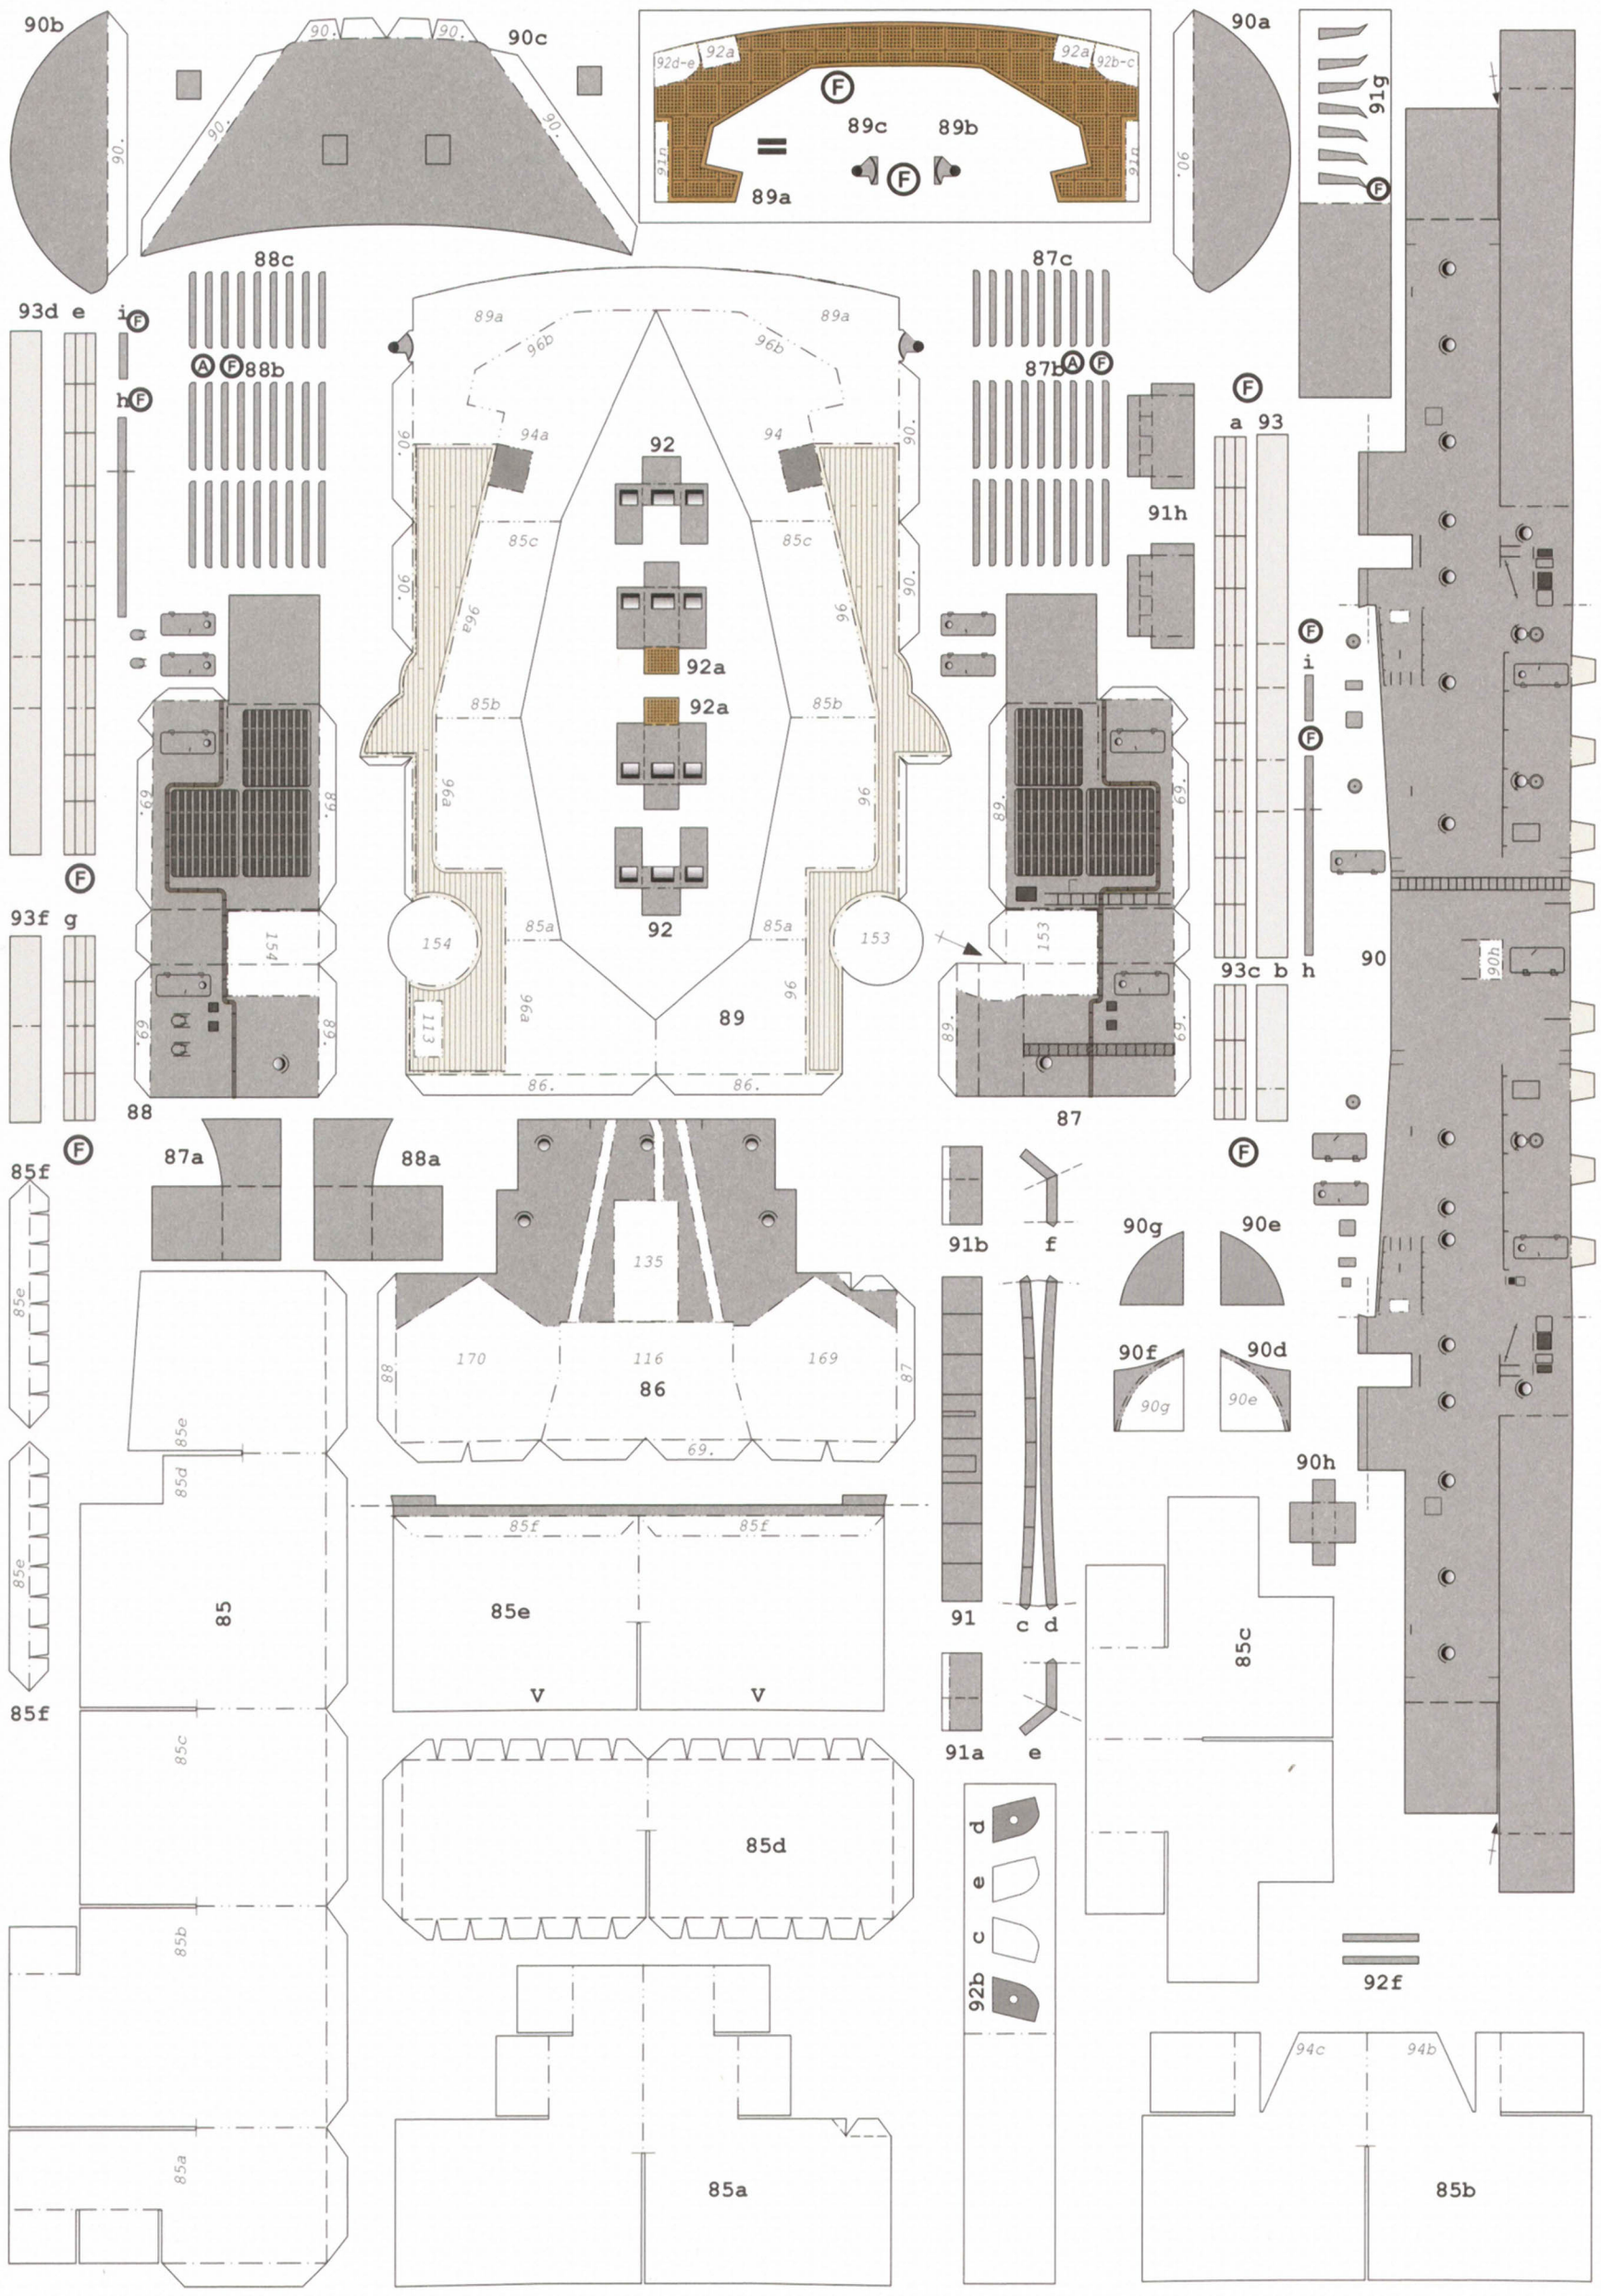 90b
90.
90.
90c
90.
90.
90.
92d-e
92a
92a
92b-c
F
89c
89b
91n
91n
F
89a
90a
90.
91g
F
88c
87c
93d e i F
89a
89a
96b
96b
A F 88b
87b A F
h F
F
a 93
90.
94a
94
90.
92
91h
85c
85c
90.
90.
96a
96
92a
92a
F
i
F
85b
85b
69.
89.
96a
96
89.
69.
F
93f g
154
154
85a
85a
92
153
153
93c b h
90
90h
69.
89.
113
96a
96
89
89.
69.
86.
86.
88
87
F
87a
88a
F
85f
91b
f
90g
90e
135
85e
88
170
116
169
87
86
90f
90d
90g
90e
69.
85e
85d
90h
85f
85f
85e
85
85e
V
V
91
c d
85c
85f
85c
91a
e
85d
d
e
c
92b
85b
92f
94c
94b
85a
85a
85b